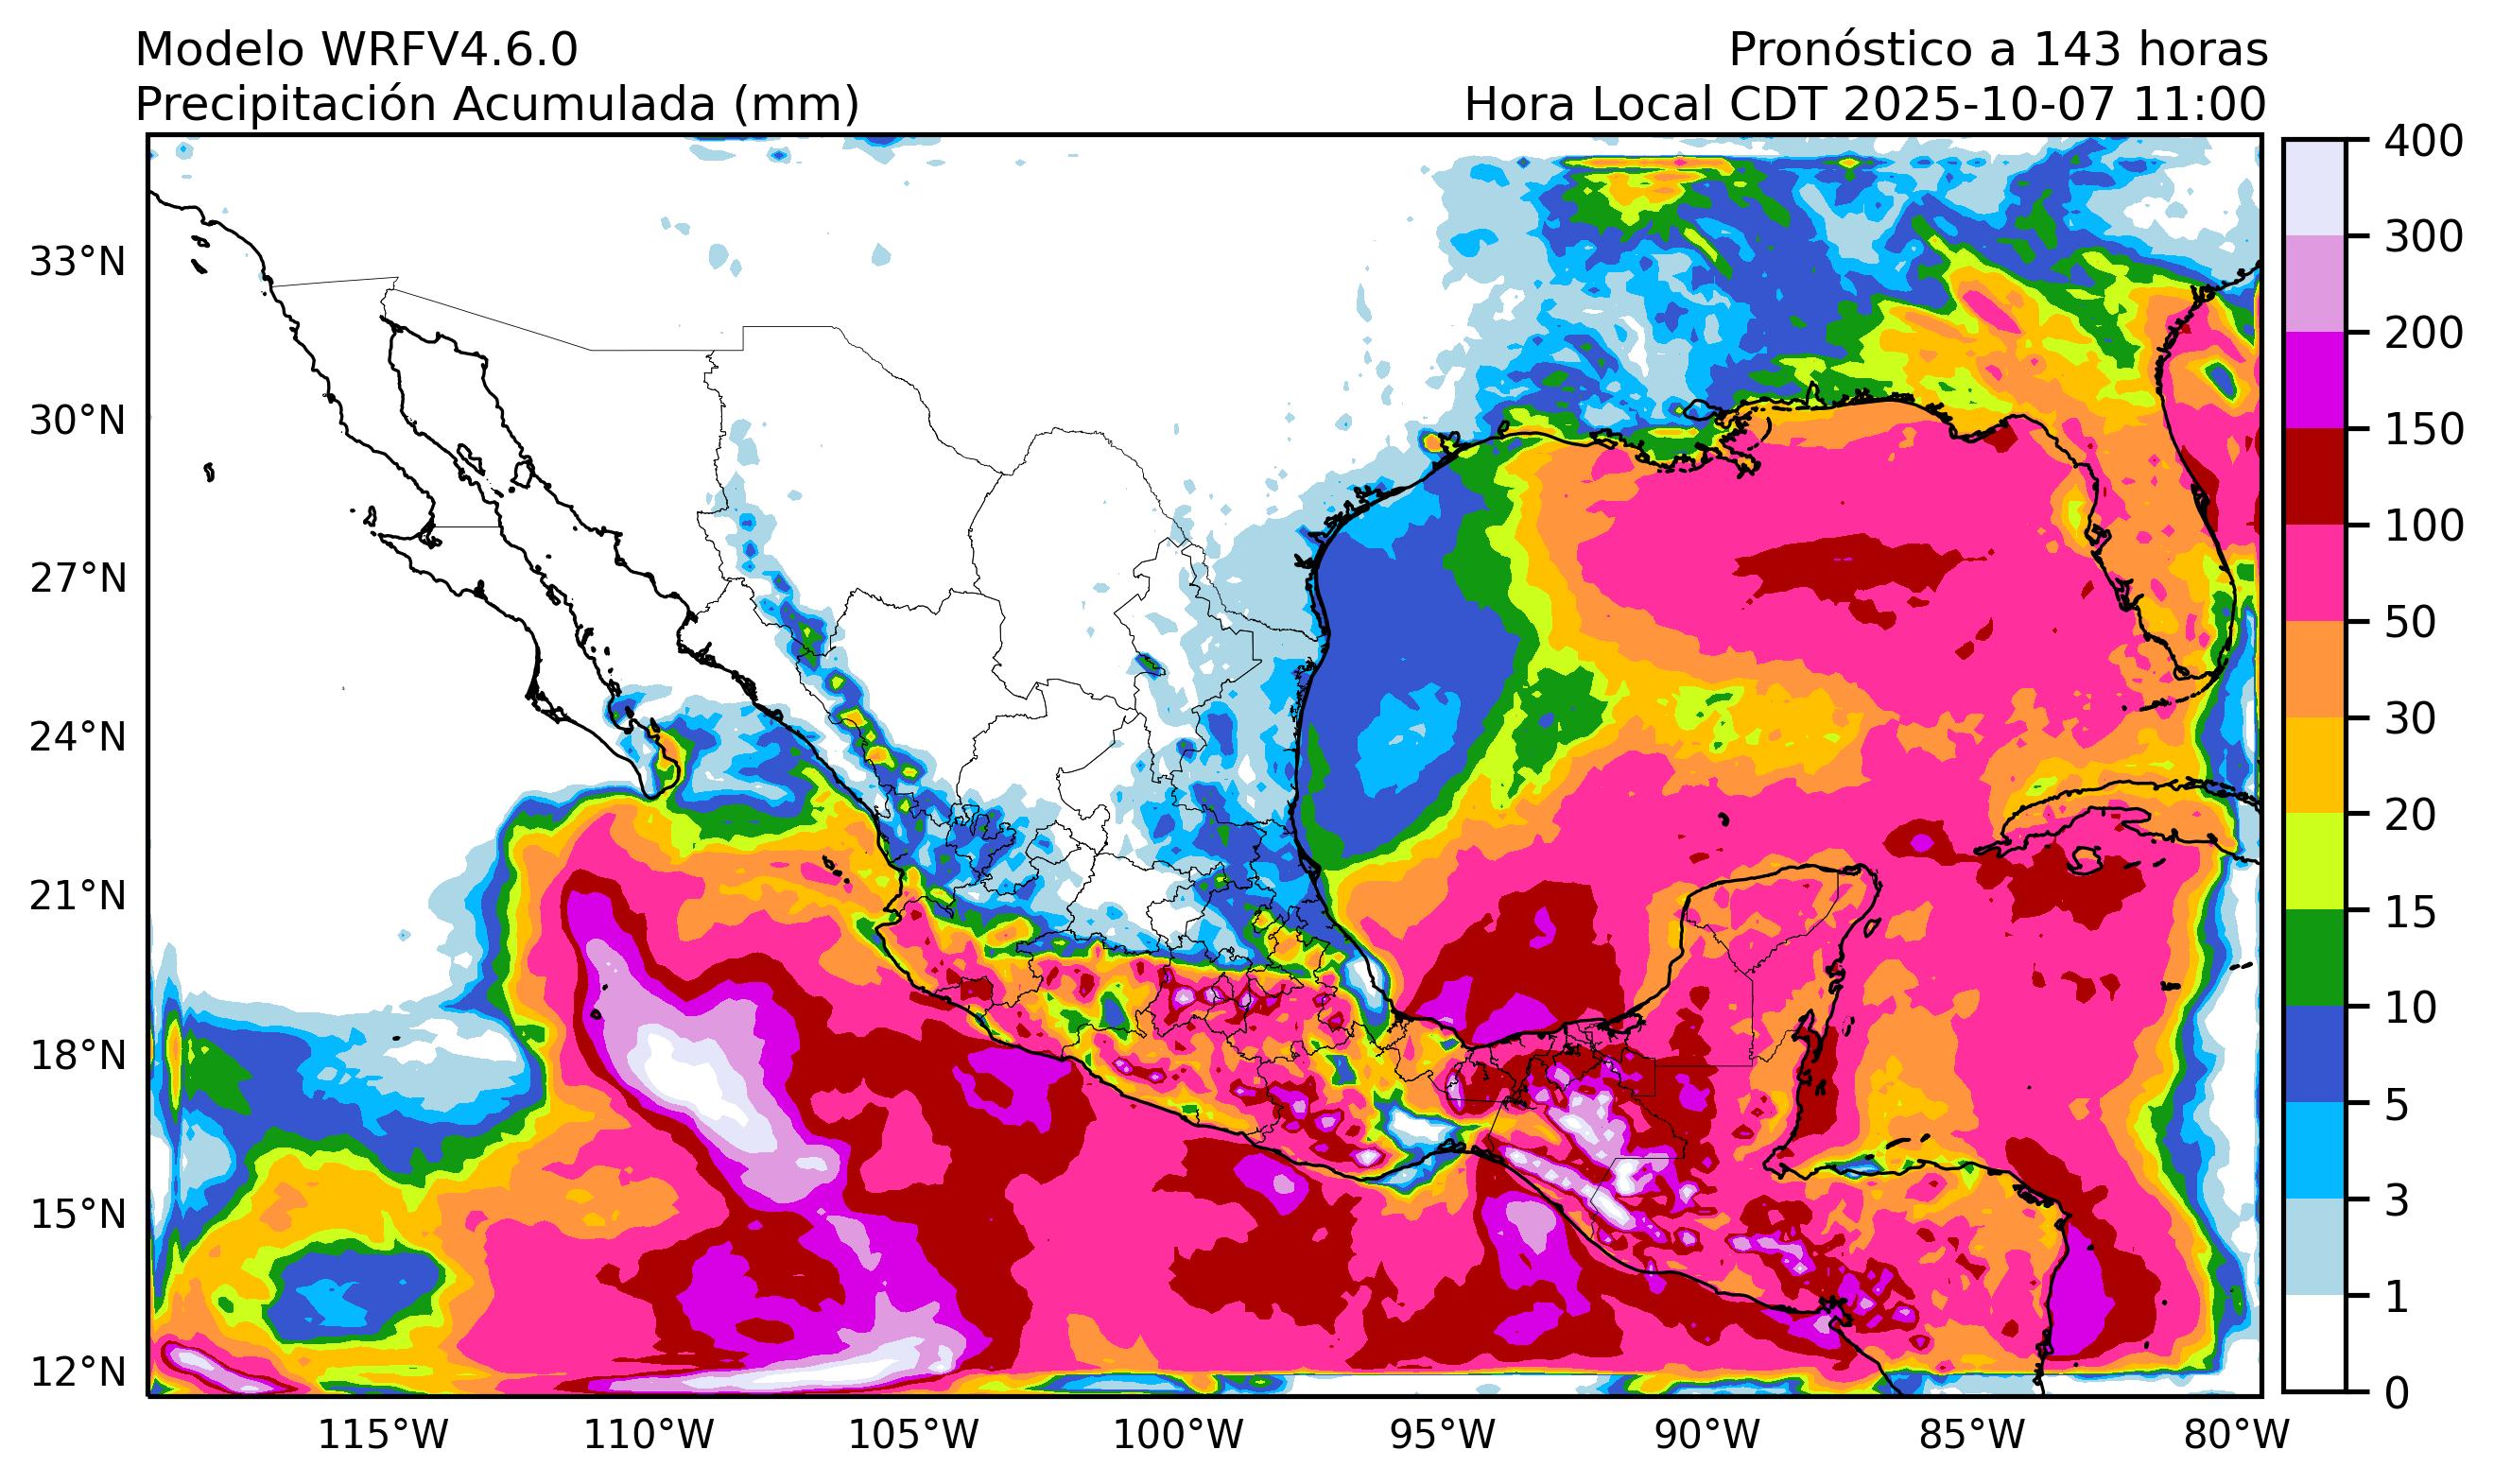 Modelo WRFV4.6.0
Pronóstico a 143 horas
Precipitación Acumulada (mm)
Hora Local CDT 2025-10-07 11:00
33°N
30°N
27°N
24°N
21°N
18°N
15°N
12°N
115°W
110°W
105°W
100°W
95°W
90°W
85°W
80°W
400
300
200
150
100
50
30
20
15
10
5
3
1
0